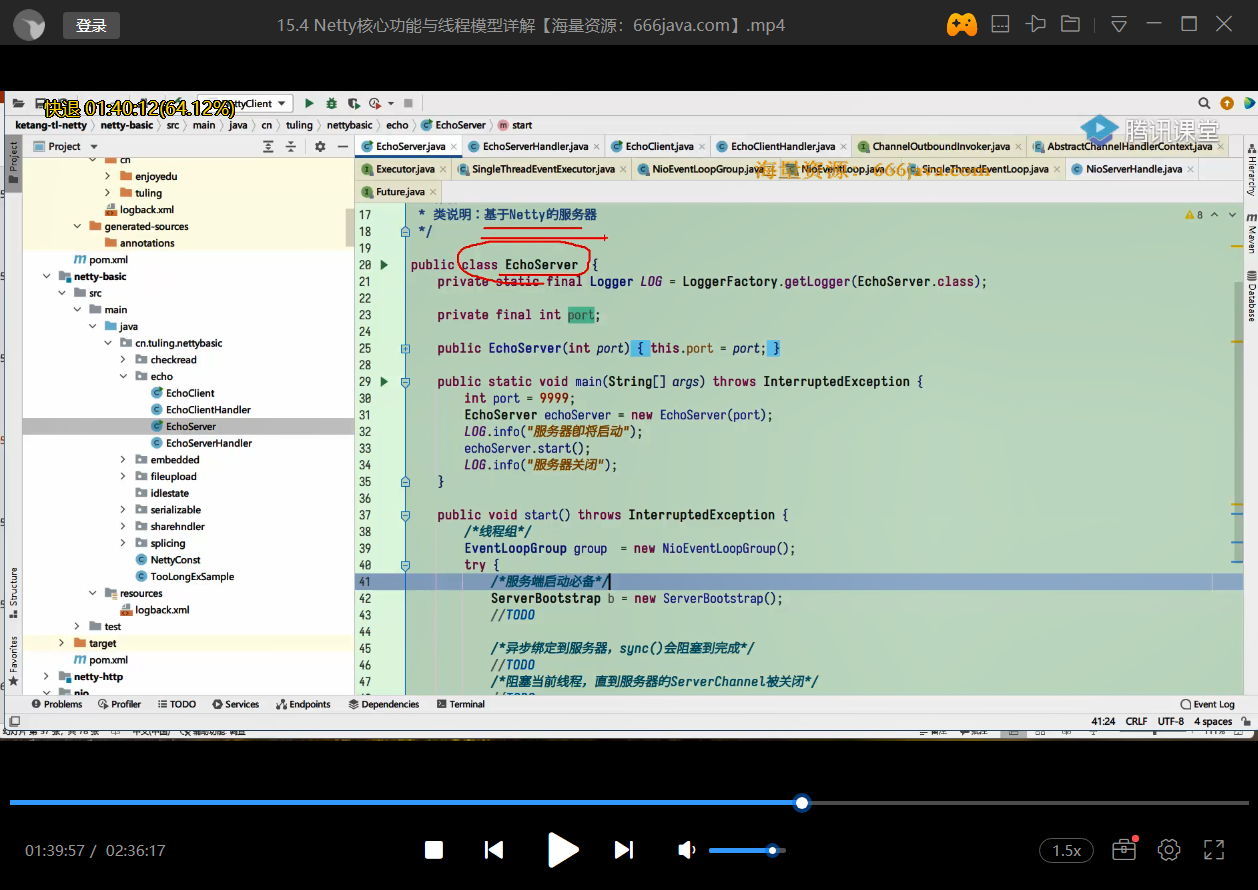 登录
15.4 Netty核心功能与线程模型详解【海量资源：666java.com】.mp4
快退 01:40:12(64.12%)
ttyClient
ketang-tl-netty
netty-basic
src
main
java
cn
tuling
nettybasic
echo
EchoServer
start
腾讯课堂
Project
Project
EchoServer.java
EchoServerHandler.java
EchoClient.java
EchoClientHandler.java
ChannelOutboundInvoker.java
AbstractChannelHandlerContext.java
Executor.java
SingleThreadEventExecutor.java
NioEventLoopGroup.java
NioEventLoop.java
SingleThreadEventLoop.java
NioServerHandler.java
海量资源：666java.com
Future.java
Hierarchy
Maven
Database
Structure
Favorites
cn
enjoyedu
tuling
logback.xml
generated-sources
annotations
pom.xml
netty-basic
src
main
java
cn.tuling.nettybasic
checkread
echo
EchoClient
EchoClientHandler
EchoServer
EchoServerHandler
embedded
fileupload
idlestate
serializable
sharehndler
splicing
NettyConst
TooLongExSample
resources
logback.xml
test
target
pom.xml
netty-http
nio
8
17 * 类说明：基于Netty的服务器
18 */
19
20 public class EchoServer {
21 private static final Logger LOG = LoggerFactory.getLogger(EchoServer.class);
22
23 private final int port;
24
25 public EchoServer(int port) { this.port = port; }
28
29 public static void main(String[] args) throws InterruptedException {
30 int port = 9999;
31 EchoServer echoServer = new EchoServer(port);
32 LOG.info("服务器即将启动");
33 echoServer.start();
34 LOG.info("服务器关闭");
35 }
36
37 public void start() throws InterruptedException {
38 /*线程组*/
39 EventLoopGroup group = new NioEventLoopGroup();
40 try {
41 /*服务端启动必备*/
42 ServerBootstrap b = new ServerBootstrap();
43 //TODO
44
45 /*异步绑定到服务器，sync()会阻塞到完成*/
46 //TODO
47 /*阻塞当前线程，直到服务器的ServerChannel被关闭*/
Problems
Profiler
TODO
Services
Endpoints
Dependencies
Terminal
Event Log
41:24
CRLF
UTF-8
4 spaces
01:39:57 / 02:36:17
1.5x